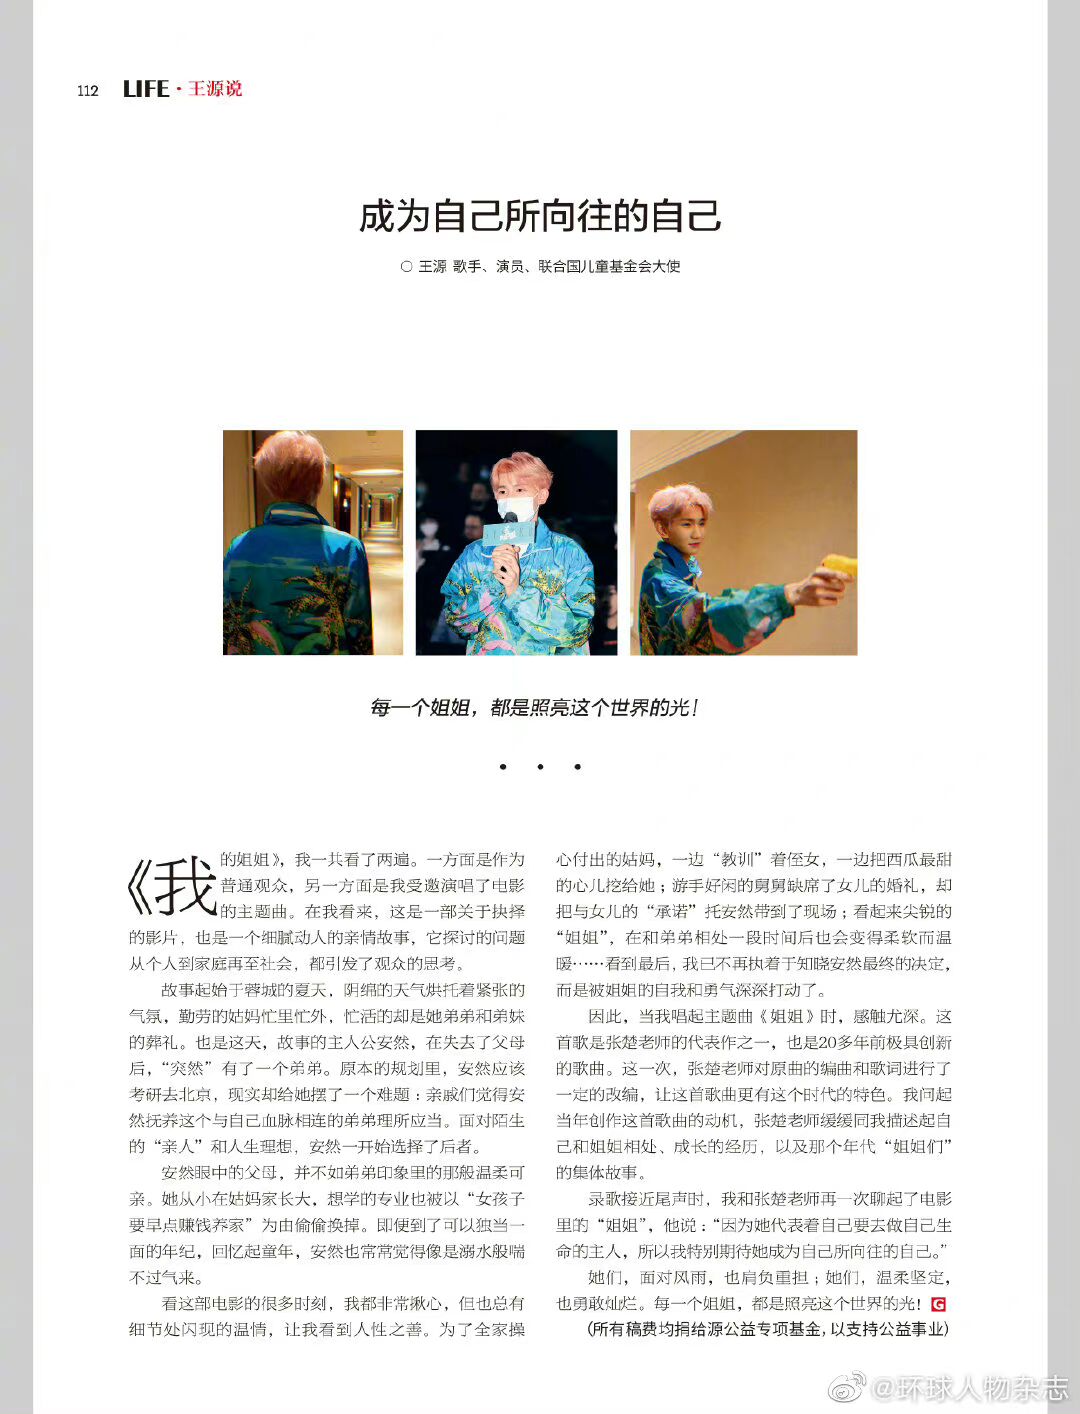 112 LIFE·王源说
成为自己所向往的自己
○ 王源 歌手、演员、联合国儿童基金会大使
每一个姐姐，都是照亮这个世界的光！
• • •
《我的姐姐》，我一共看了两遍。一方面是作为
普通观众，另一方面是我受邀演唱了电影
的主题曲。在我看来，这是一部关于抉择
的影片，也是一个细腻动人的亲情故事，它探讨的问题
从个人到家庭再至社会，都引发了观众的思考。
故事起始于蓉城的夏天，阴绵的天气烘托着紧张的
气氛，勤劳的姑妈忙里忙外，忙活的却是她弟弟和弟妹
的葬礼。也是这天，故事的主人公安然，在失去了父母
后，“突然”有了一个弟弟。原本的规划里，安然应该
考研去北京，现实却给她摆了一个难题：亲戚们觉得安
然抚养这个与自己血脉相连的弟弟理所应当。面对陌生
的“亲人”和人生理想，安然一开始选择了后者。
安然眼中的父母，并不如弟弟印象里的那般温柔可
亲。她从小在姑妈家长大，想学的专业也被以“女孩子
要早点赚钱养家”为由偷偷换掉。即便到了可以独当一
面的年纪，回忆起童年，安然也常常觉得像是溺水般喘
不过气来。
看这部电影的很多时刻，我都非常揪心，但也总有
细节处闪现的温情，让我看到人性之善。为了全家操
心付出的姑妈，一边“教训”着侄女，一边把西瓜最甜
的心儿挖给她；游手好闲的舅舅缺席了女儿的婚礼，却
把与女儿的“承诺”托安然带到了现场；看起来尖锐的
“姐姐”，在和弟弟相处一段时间后也会变得柔软而温
暖……看到最后，我已不再执着于知晓安然最终的决定，
而是被姐姐的自我和勇气深深打动了。
因此，当我唱起主题曲《姐姐》时，感触尤深。这
首歌是张楚老师的代表作之一，也是20多年前极具创新
的歌曲。这一次，张楚老师对原曲的编曲和歌词进行了
一定的改编，让这首歌曲更有这个时代的特色。我问起
当年创作这首歌曲的动机，张楚老师缓缓同我描述起自
己和姐姐相处、成长的经历，以及那个年代“姐姐们”
的集体故事。
录歌接近尾声时，我和张楚老师再一次聊起了电影
里的“姐姐”，他说：“因为她代表着自己要去做自己生
命的主人，所以我特别期待她成为自己所向往的自己。”
她们，面对风雨，也肩负重担；她们，温柔坚定，
也勇敢灿烂。每一个姐姐，都是照亮这个世界的光！G
（所有稿费均捐给源公益专项基金，以支持公益事业）
@环球人物杂志